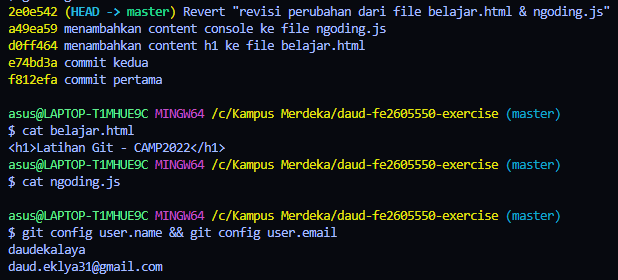 2e0e542 (HEAD -> master) Revert "revisi perubahan dari file belajar.html & ngoding.js"
a49ea59 menambahkan content console ke file ngoding.js
d0ff464 menambahkan content h1 ke file belajar.html
e74bd3a commit kedua
f812efa commit pertama
asus@LAPTOP-T1MHUE9C MINGW64 /c/Kampus Merdeka/daud-fe2605550-exercise (master)
$ cat belajar.html
<h1>Latihan Git - CAMP2022</h1>
asus@LAPTOP-T1MHUE9C MINGW64 /c/Kampus Merdeka/daud-fe2605550-exercise (master)
$ cat ngoding.js
asus@LAPTOP-T1MHUE9C MINGW64 /c/Kampus Merdeka/daud-fe2605550-exercise (master)
$ git config user.name && git config user.email
daudekalaya
daud.eklya31@gmail.com